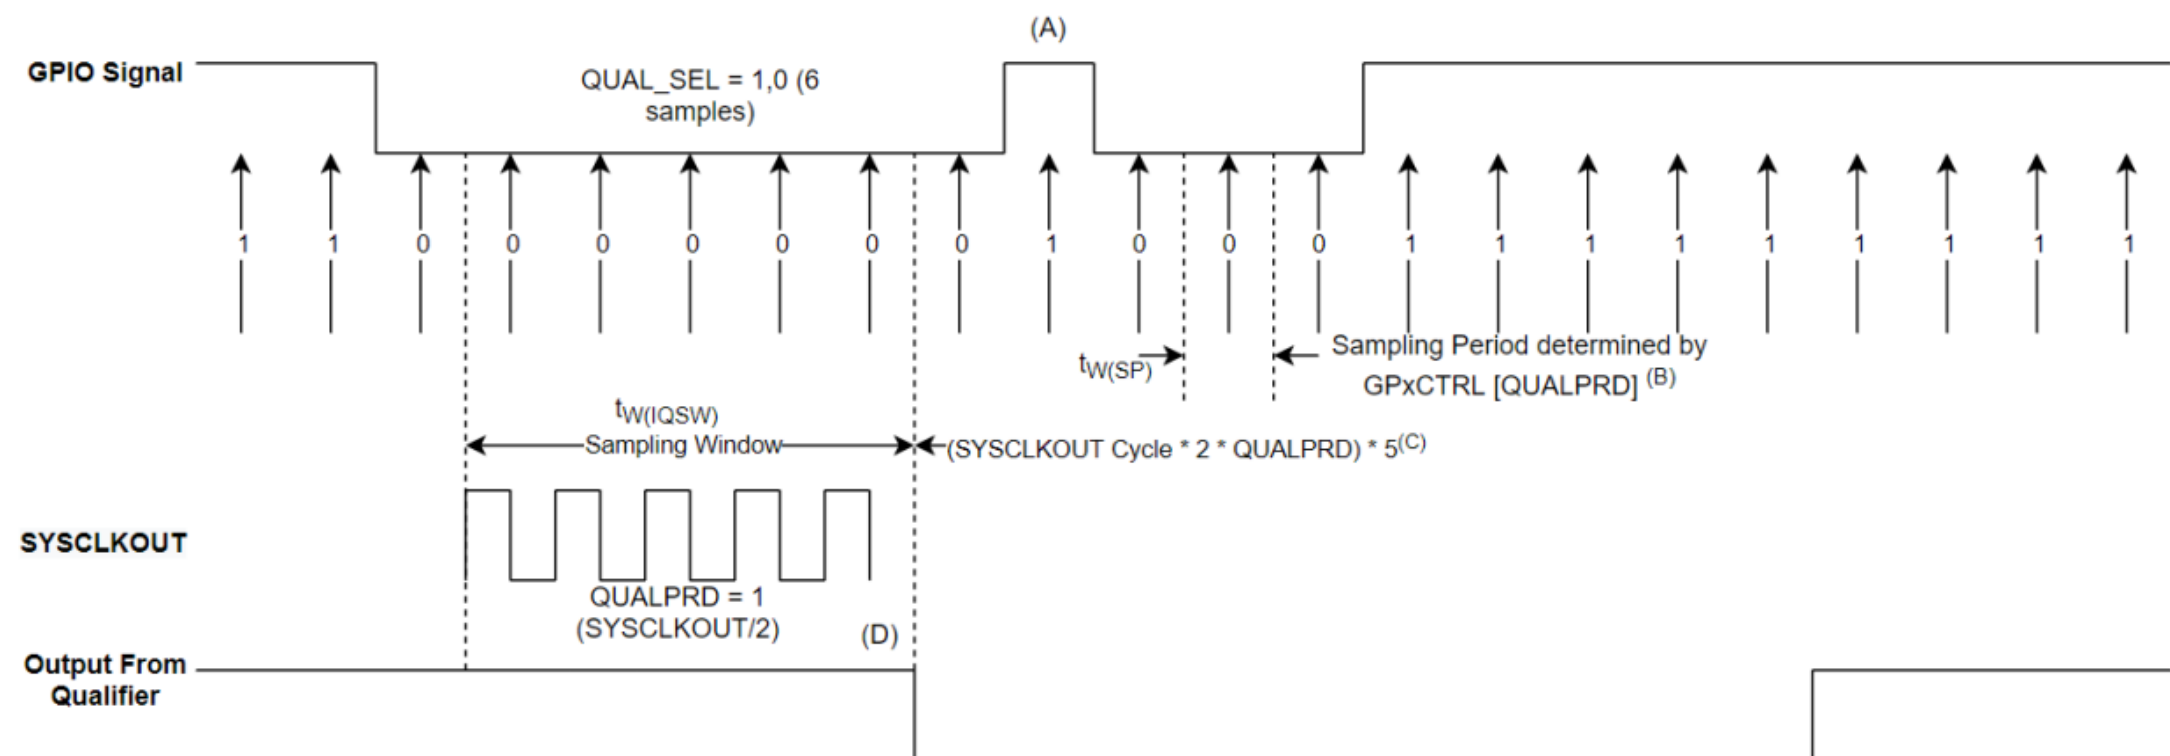 (A)
GPIO Signal
QUAL_SEL = 1,0 (6
samples)
1 1 0 0 0 0 0 0 0 1 0 0 0 1 1 1 1 1 1 1 1 1
tW(SP)
Sampling Period determined by
GPxCTRL [QUALPRD] (B)
tW(IQSW)
Sampling Window
(SYSCLKOUT Cycle * 2 * QUALPRD) * 5(C)
SYSCLKOUT
QUALPRD = 1
(SYSCLKOUT/2)
(D)
Output From
Qualifier